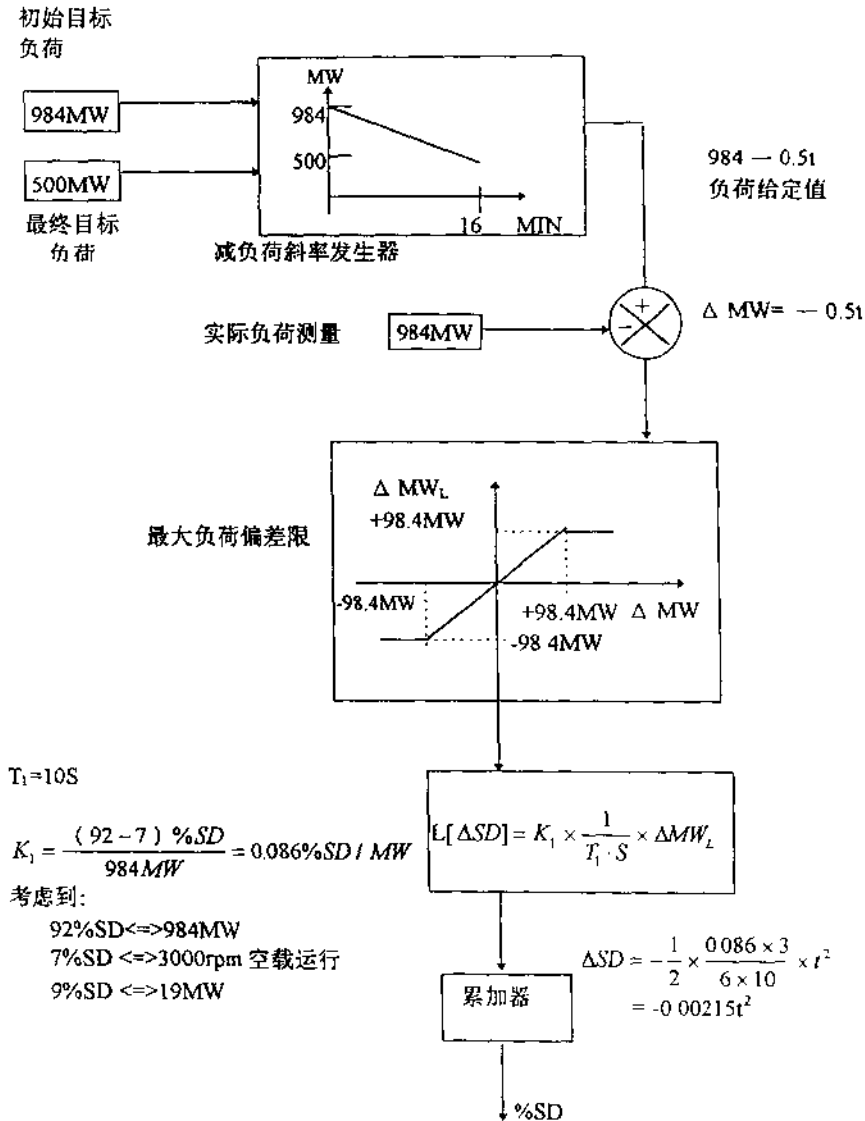 初始目标
负荷
984MW
500MW
最终目标
负荷
MW
984
500
16 MIN
减负荷斜率发生器
984 — 0.5t
负荷给定值
实际负荷测量
984MW
+
−
Δ MW= — 0.5t
最大负荷偏差限
Δ MW_L
+98.4MW
-98.4MW
+98.4MW Δ MW
-98 4MW
T₁=10S
K₁ = (92-7) %SD / 984MW = 0.086%SD / MW
L[ΔSD] = K₁ × 1/(T₁·S) × ΔMW_L
考虑到:
92%SD<=>984MW
7%SD <=>3000rpm 空载运行
9%SD <=>19MW
累加器
ΔSD = -1/2 × (0 086×3)/(6×10) × t²
= -0 00215t²
%SD